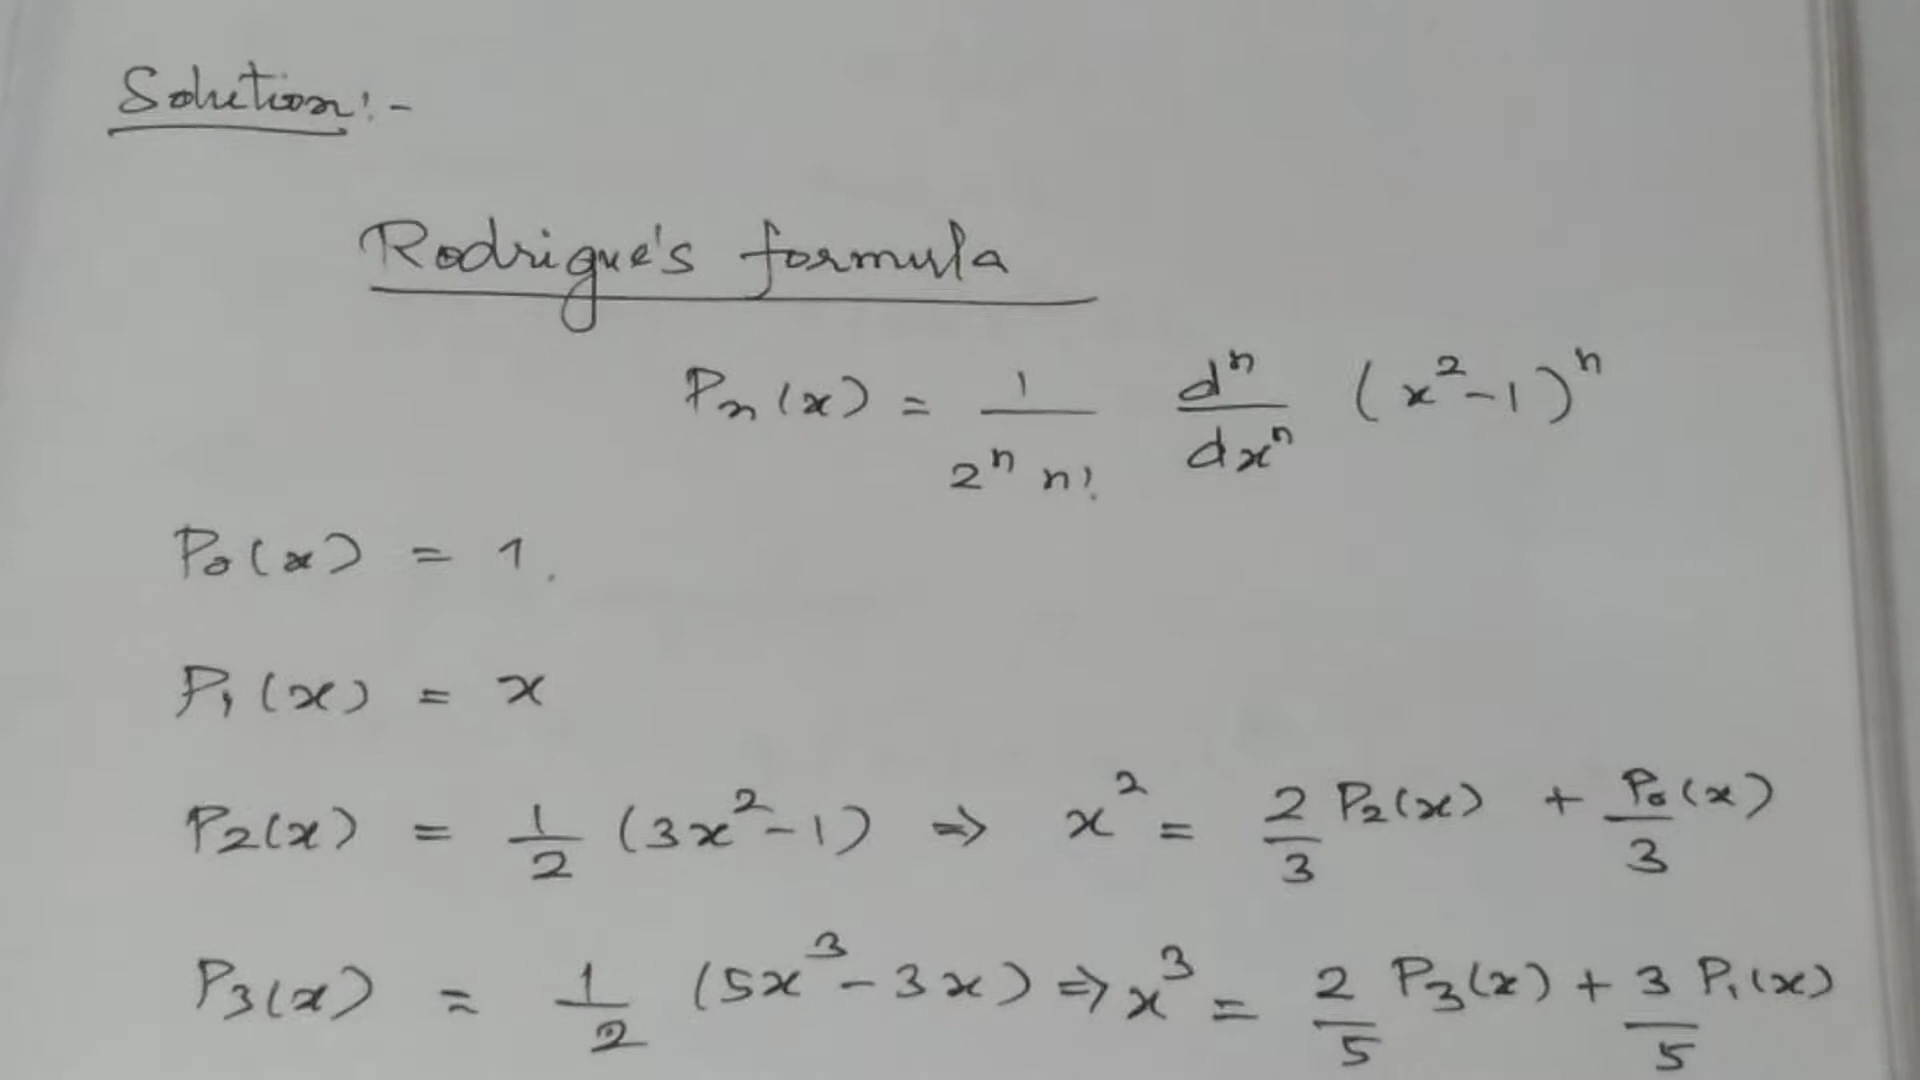 Solution:-
Rodrigue's formula
Pn(x) = 1/(2^n n!) d^n/dx^n (x^2-1)^n
P0(x) = 1.
P1(x) = x
P2(x) = 1/2 (3x^2-1) ⇒ x^2 = 2/3 P2(x) + P0(x)/3
P3(x) = 1/2 (5x^3-3x) ⇒ x^3 = 2/5 P3(x) + 3/5 P1(x)